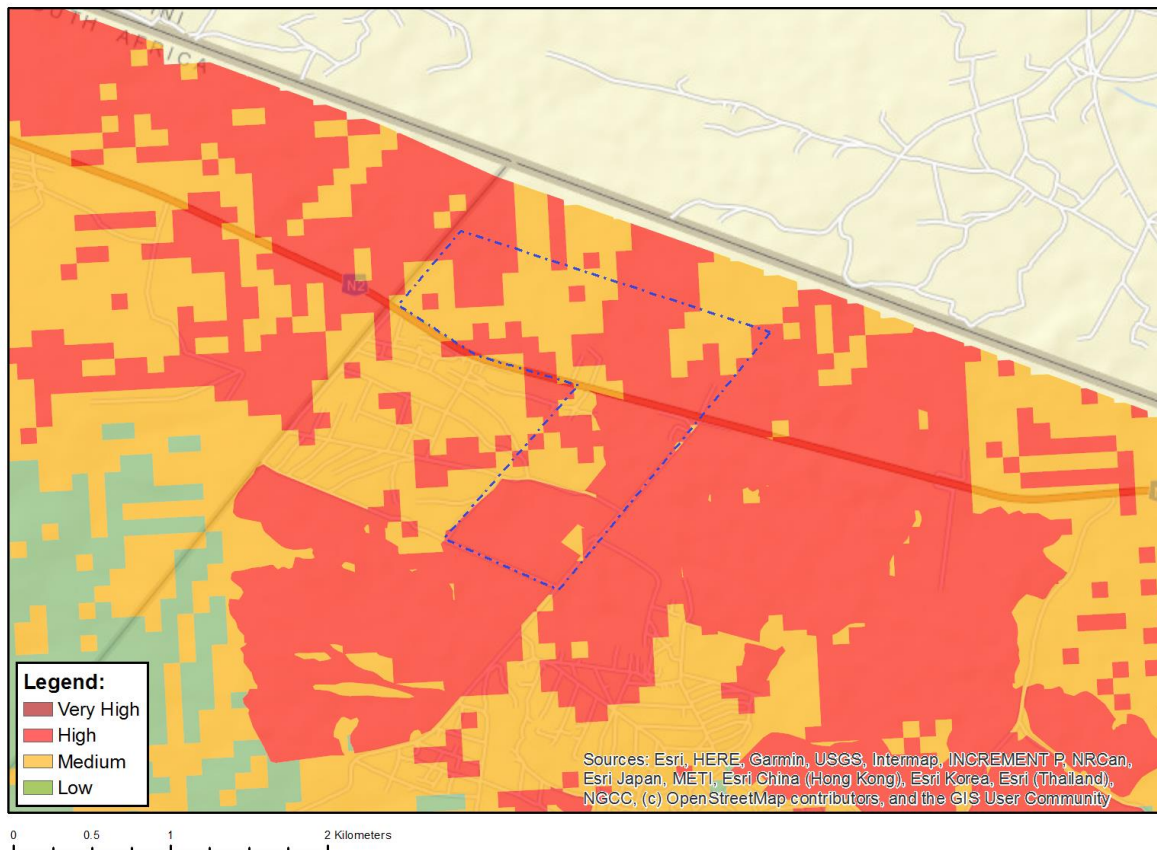 INI
UTH AFRICA
N2
Legend:
Very High
High
Medium
Low
Sources: Esri, HERE, Garmin, USGS, Intermap, INCREMENT P, NRCan,
Esri Japan, METI, Esri China (Hong Kong), Esri Korea, Esri (Thailand),
NGCC, (c) OpenStreetMap contributors, and the GIS User Community
0 0.5 1 2 Kilometers